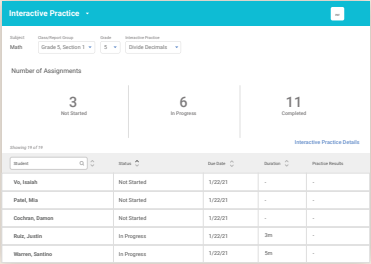 Interactive Practice
Subject
Class/Report Group
Grade
Interactive Practice
Math
Grade 5, Section 1
5
Divide Decimals
Number of Assignments
3
6
11
Not Started
In Progress
Completed
Interactive Practice Details
Showing 19 of 19
Student
Status
Due Date
Duration
Practice Results
Vo, Isaiah
Not Started
1/22/21
-
-
Patel, Mia
Not Started
1/22/21
-
-
Cochran, Damon
Not Started
1/22/21
-
-
Ruiz, Justin
In Progress
1/22/21
3m
-
Warren, Santino
In Progress
1/22/21
5m
-